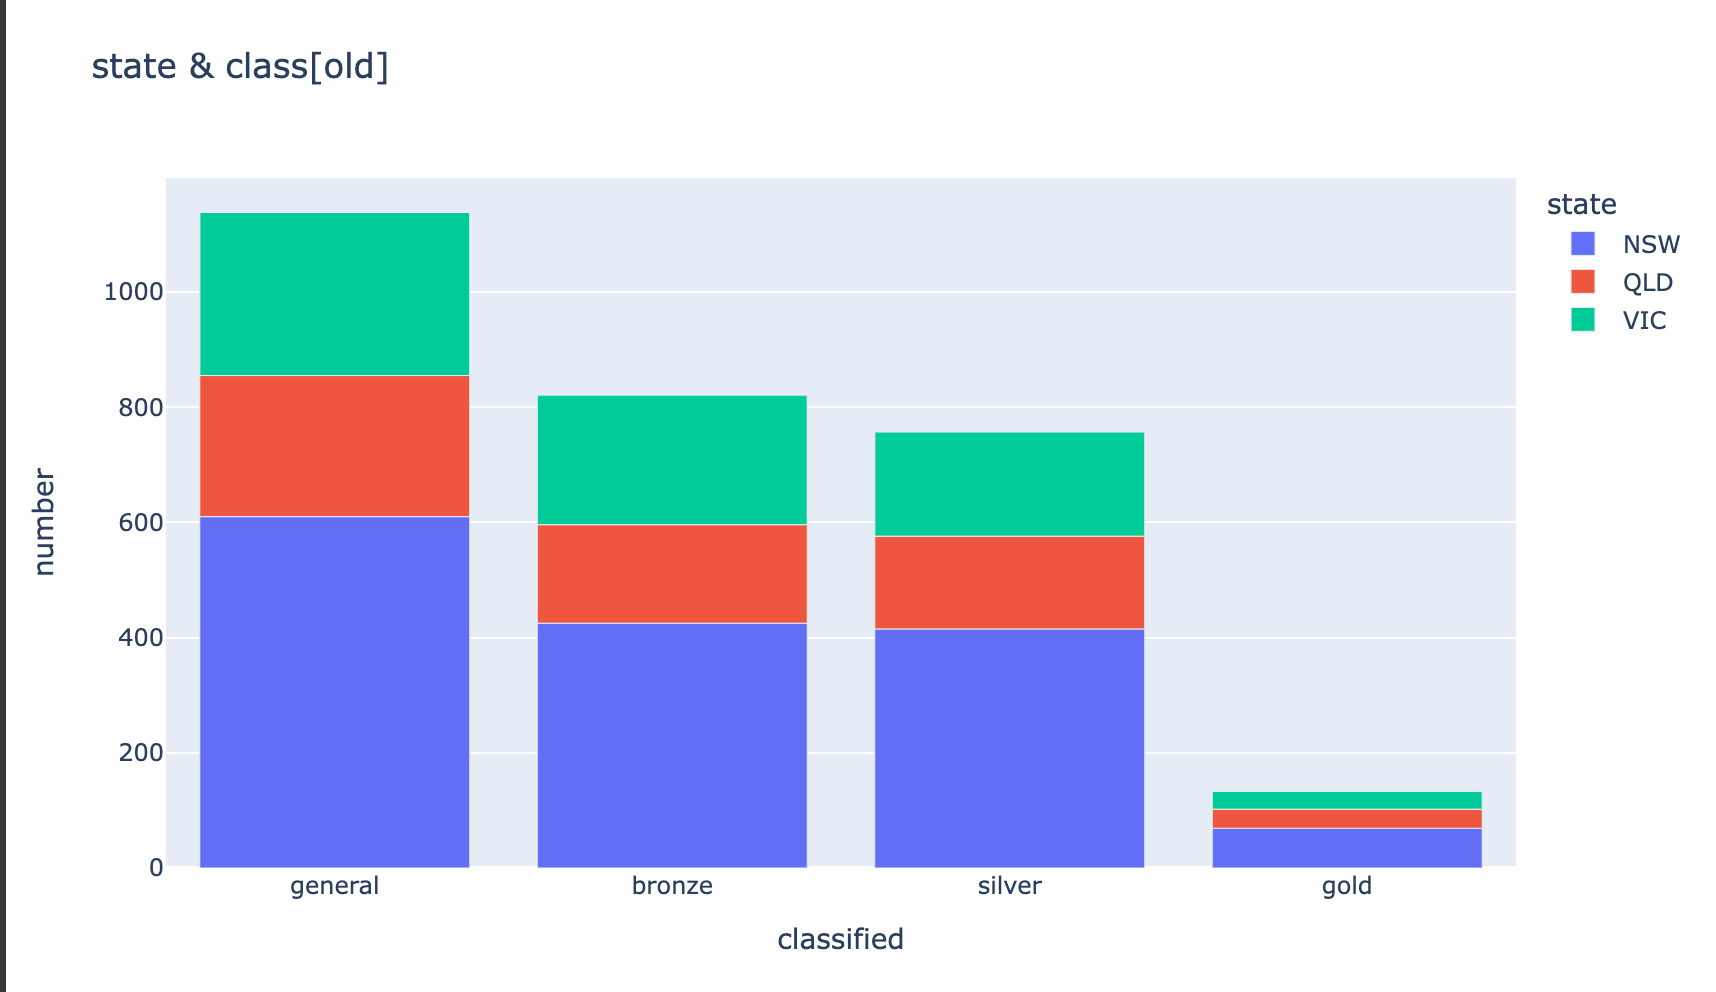 state & class[old]
state
NSW
QLD
VIC
number
1000
800
600
400
200
0
general
bronze
silver
gold
classified